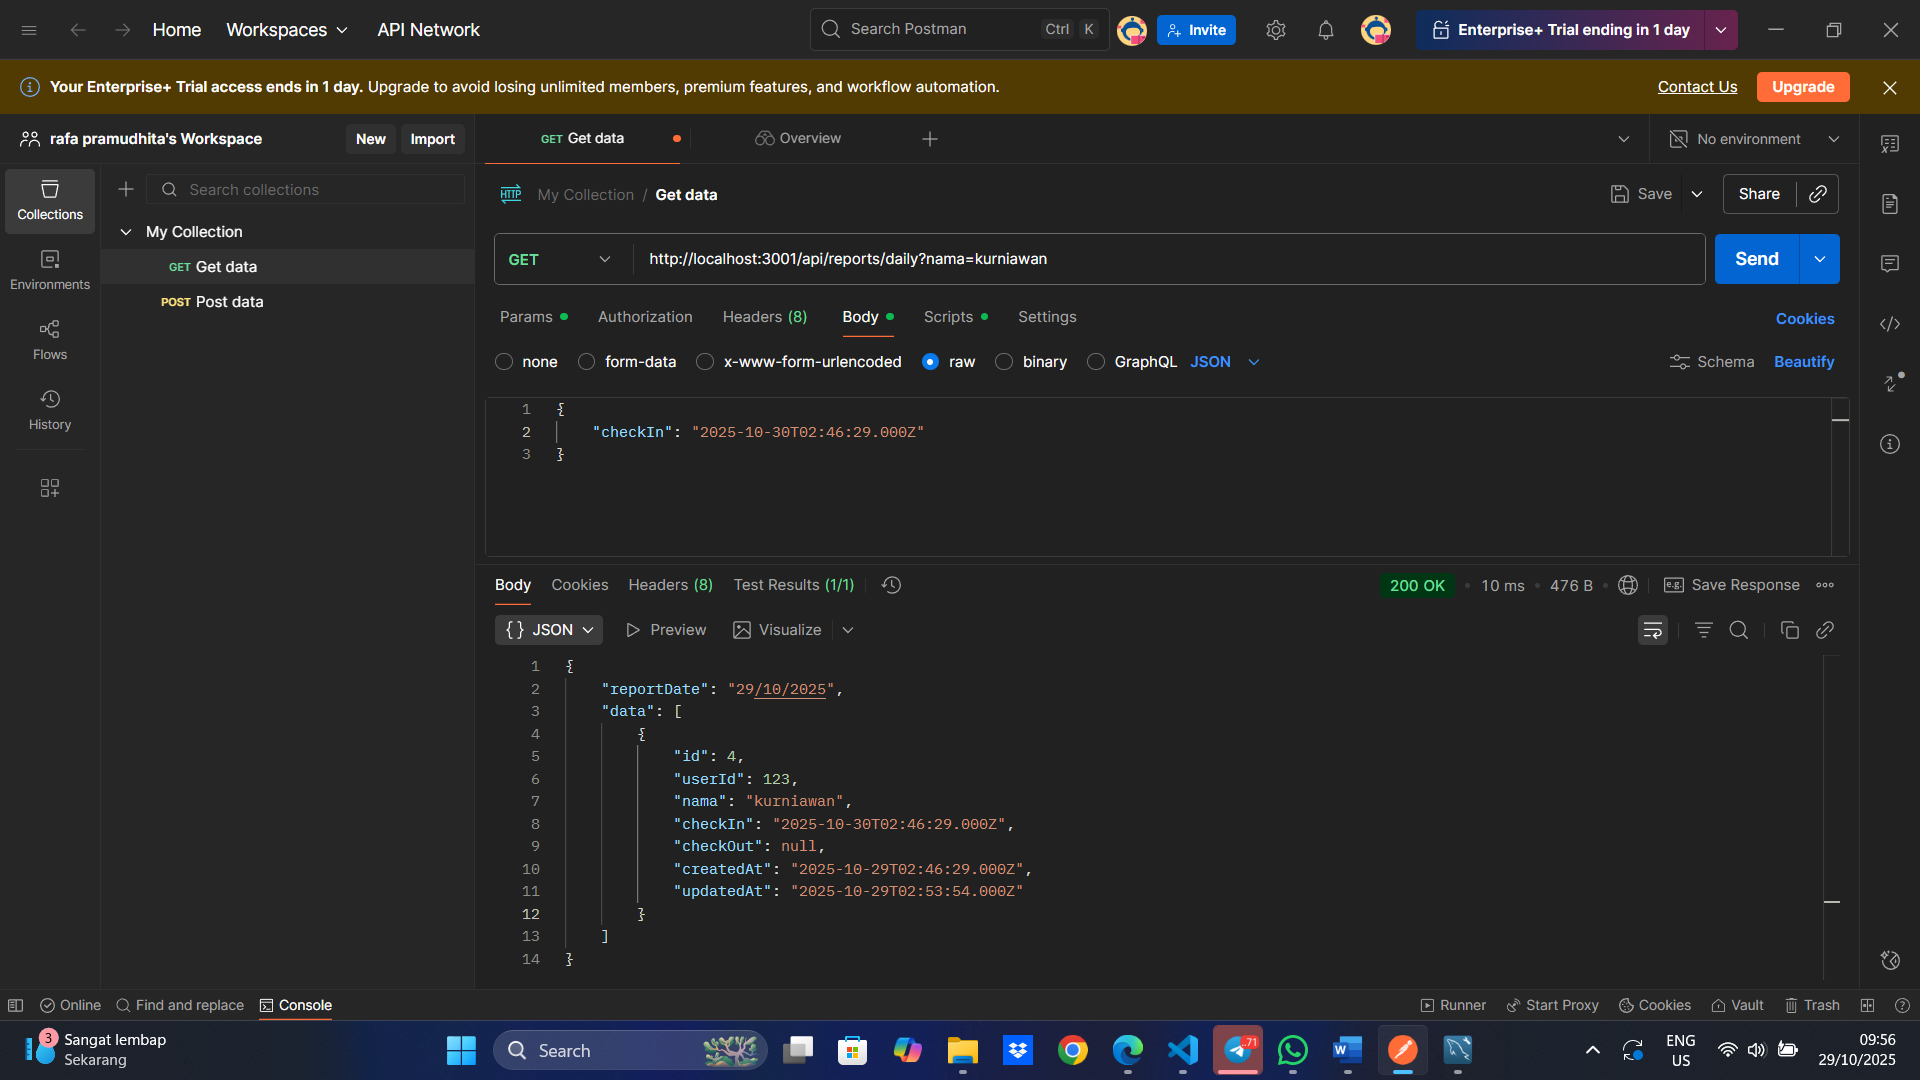 Home
Workspaces
API Network
Search Postman
Ctrl
K
Invite
Enterprise+ Trial ending in 1 day
Your Enterprise+ Trial access ends in 1 day. Upgrade to avoid losing unlimited members, premium features, and workflow automation.
Contact Us
Upgrade
rafa pramudhita's Workspace
New
Import
GET Get data
Overview
No environment
Collections
Environments
Flows
History
Search collections
My Collection
GET Get data
POST Post data
HTTP
My Collection / Get data
Save
Share
GET
http://localhost:3001/api/reports/daily?nama=kurniawan
Send
Params
Authorization
Headers (8)
Body
Scripts
Settings
Cookies
none
form-data
x-www-form-urlencoded
raw
binary
GraphQL
JSON
Schema
Beautify
1 {
2 "checkIn": "2025-10-30T02:46:29.000Z"
3 }
Body
Cookies
Headers (8)
Test Results (1/1)
200 OK
10 ms
476 B
e.g.
Save Response
{} JSON
Preview
Visualize
1 {
2 "reportDate": "29/10/2025",
3 "data": [
4 {
5 "id": 4,
6 "userId": 123,
7 "nama": "kurniawan",
8 "checkIn": "2025-10-30T02:46:29.000Z",
9 "checkOut": null,
10 "createdAt": "2025-10-29T02:46:29.000Z",
11 "updatedAt": "2025-10-29T02:53:54.000Z"
12 }
13 ]
14 }
Online
Find and replace
Console
Runner
Start Proxy
Cookies
Vault
Trash
3
Sangat lembap
Sekarang
Search
71
ENG
US
09:56
29/10/2025